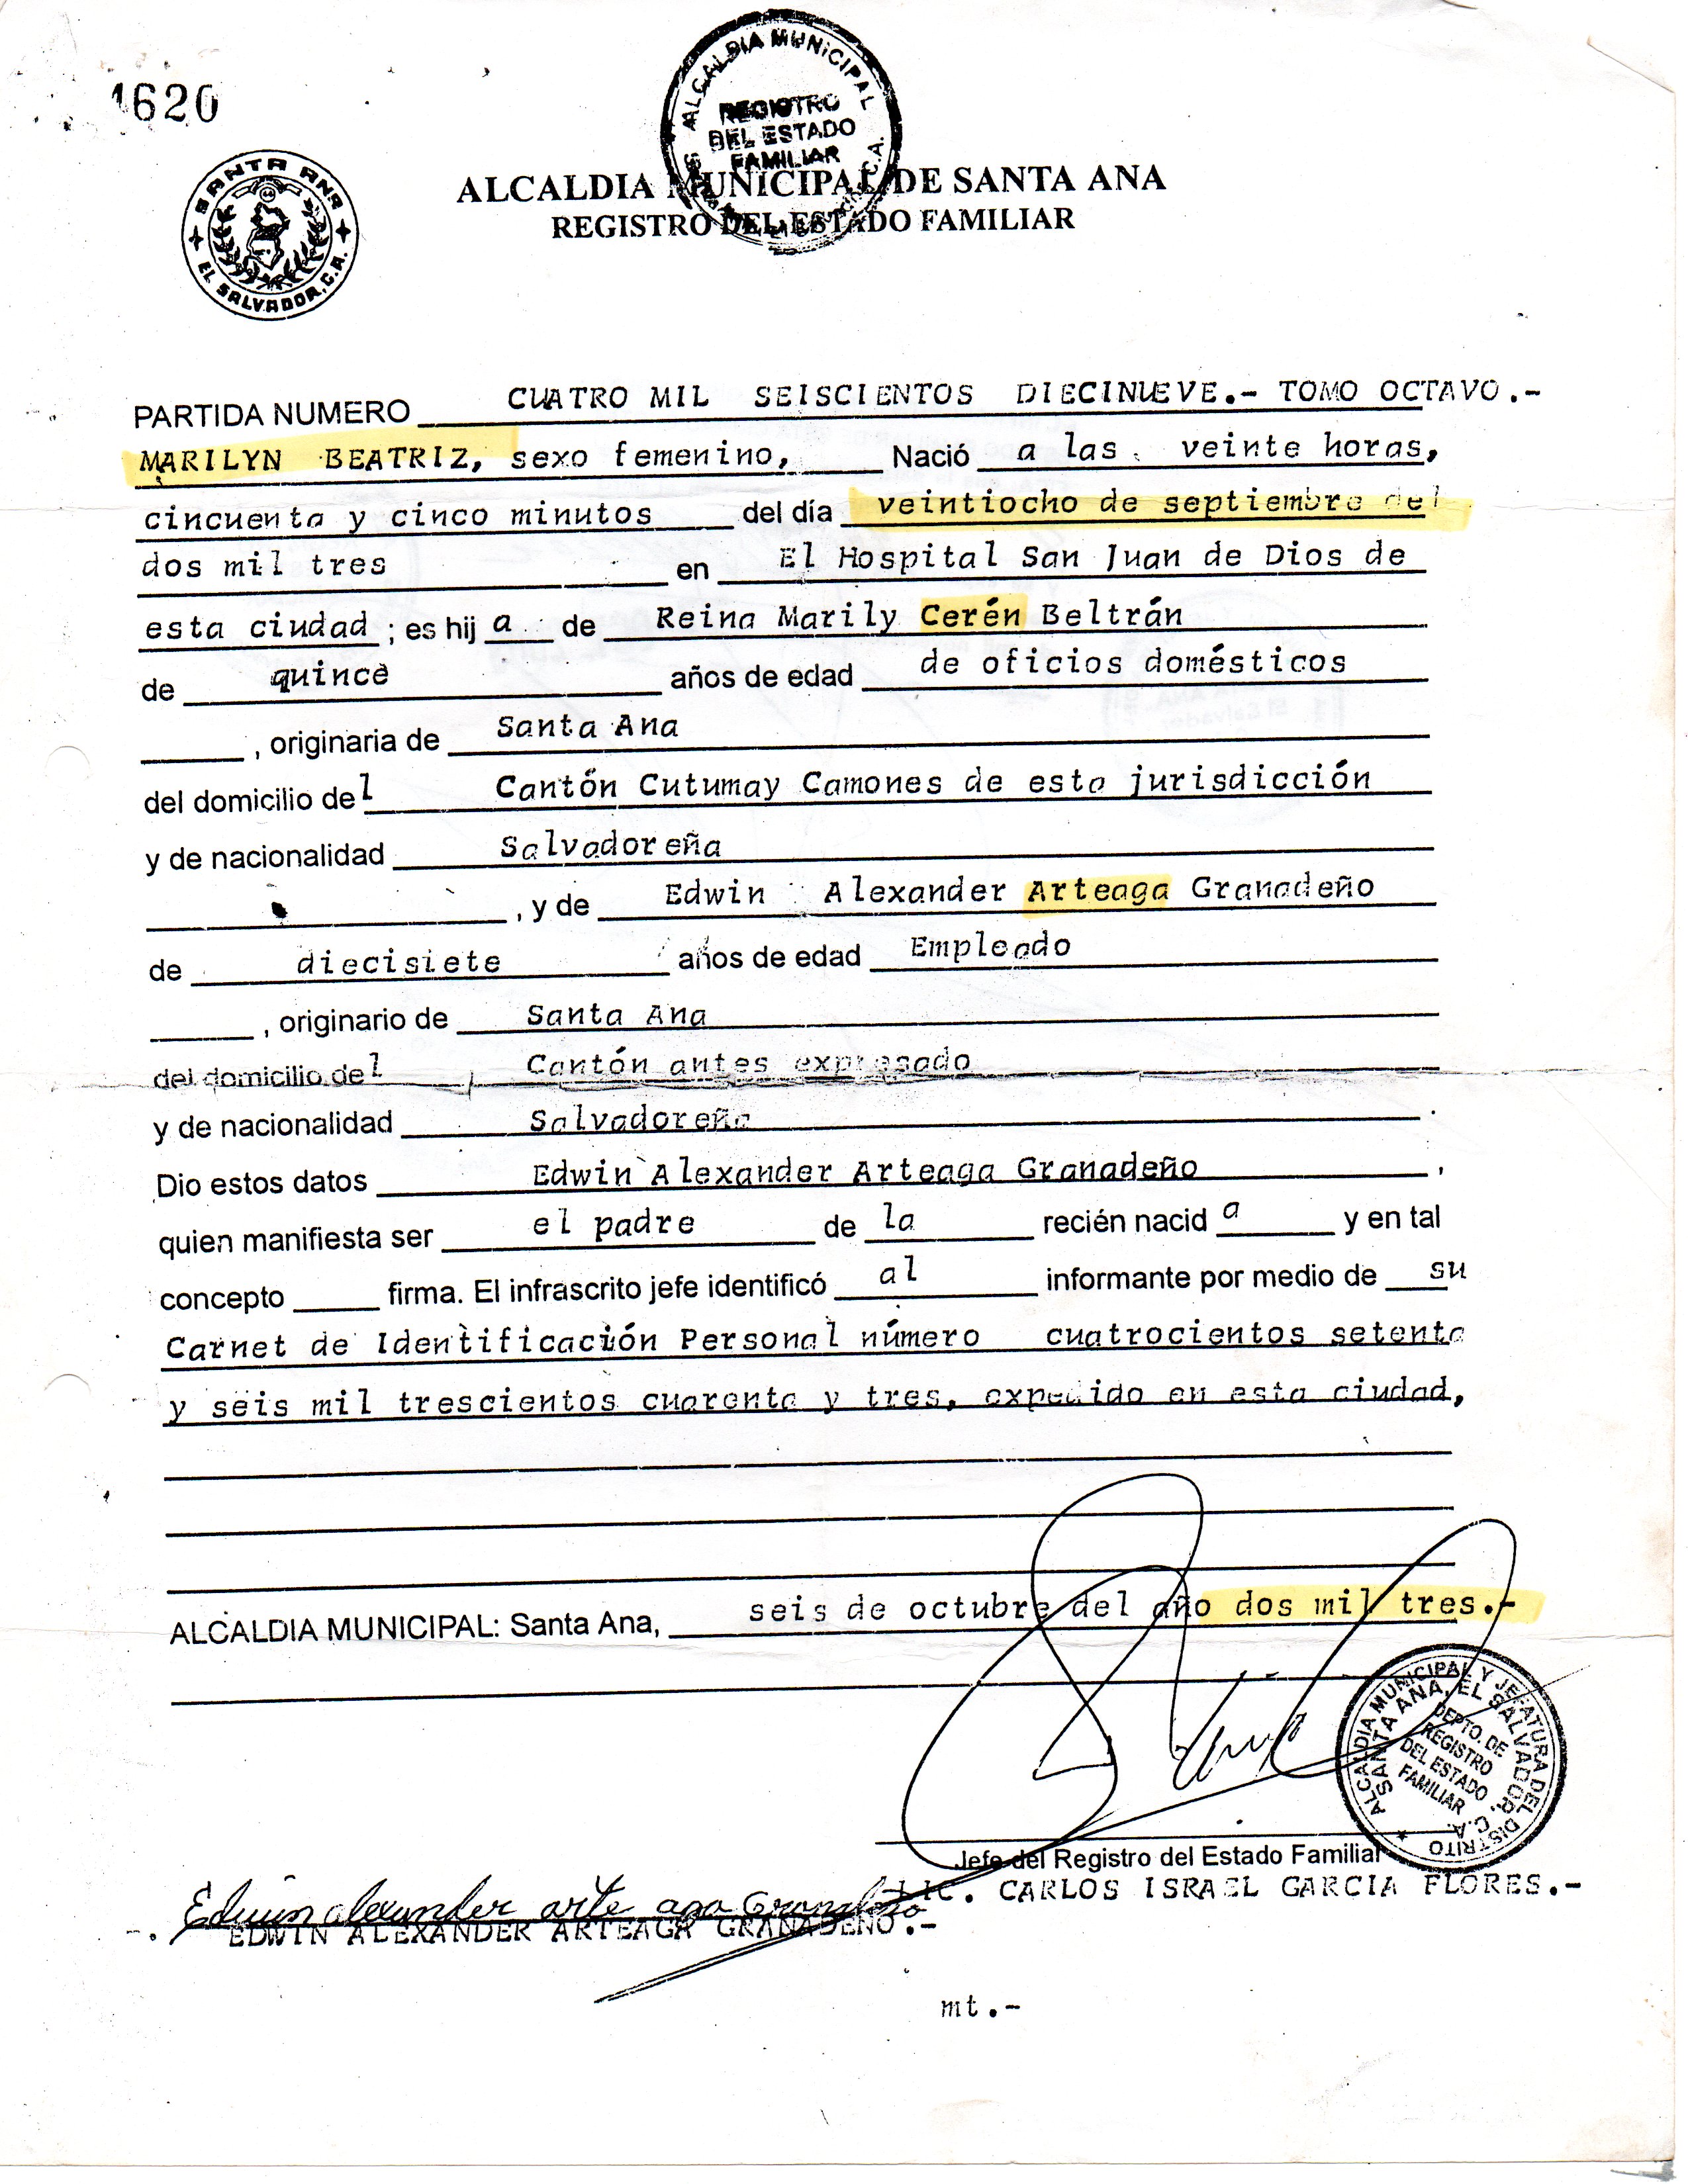 1620
ALCALDIA MUNICIPAL
REGISTRO
DEL ESTADO
FAMILIAR
C.A.
SANTA ANA
EL SALVADOR, C.A.
ALCALDIA MUNICIPAL DE SANTA ANA
REGISTRO DEL ESTADO FAMILIAR
PARTIDA NUMERO CUATRO MIL SEISCIENTOS DIECINUEVE.- TOMO OCTAVO.-
MARILYN BEATRIZ, sexo femenino, Nació a las veinte horas,
cincuenta y cinco minutos del día veintiocho de septiembre del
dos mil tres en El Hospital San Juan de Dios de
esta ciudad ; es hij a de Reina Marily Cerén Beltrán
de quince años de edad de oficios domésticos
, originaria de Santa Ana
del domicilio del Cantón Cutumay Camones de esta jurisdicción
y de nacionalidad Salvadoreña
, y de Edwin Alexander Arteaga Granadeño
de diecisiete años de edad Empleado
, originario de Santa Ana
del domicilio del Cantón antes expresado
y de nacionalidad Salvadoreña .
Dio estos datos Edwin Alexander Arteaga Granadeño ,
quien manifiesta ser el padre de la recién nacid a y en tal
concepto firma. El infrascrito jefe identificó al informante por medio de su
Carnet de Identificación Personal número cuatrocientos setenta
y seis mil trescientos cuarenta y tres, expedido en esta ciudad,
ALCALDIA MUNICIPAL: Santa Ana, seis de octubre del año dos mil tres.-
ALCALDIA MUNICIPAL Y JEFATURA DEL DISTRITO
SANTA ANA, EL SALVADOR, C.A.
DEPTO. DE
REGISTRO
DEL ESTADO
FAMILIAR
Jefe del Registro del Estado Familiar
LIC. CARLOS ISRAEL GARCIA FLORES.-
Edwin alexander arte aga Granadeño
EDWIN ALEXANDER ARTEAGA GRANADEÑO.-
mt.-